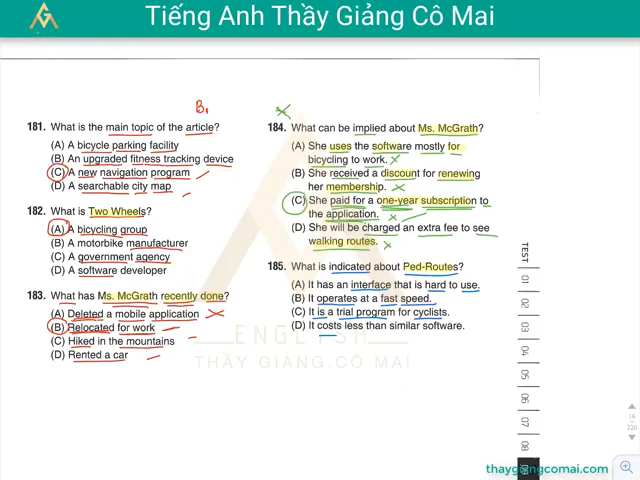 Tiếng Anh Thầy Giảng Cô Mai
B1
181. What is the main topic of the article?
(A) A bicycle parking facility
(B) An upgraded fitness tracking device
(C) A new navigation program
(D) A searchable city map
182. What is Two Wheels?
(A) A bicycling group
(B) A motorbike manufacturer
(C) A government agency
(D) A software developer
183. What has Ms. McGrath recently done?
(A) Deleted a mobile application
(B) Relocated for work
(C) Hiked in the mountains
(D) Rented a car
184. What can be implied about Ms. McGrath?
(A) She uses the software mostly for
bicycling to work.
(B) She received a discount for renewing
her membership.
(C) She paid for a one-year subscription to
the application.
(D) She will be charged an extra fee to see
walking routes.
185. What is indicated about Ped-Routes?
(A) It has an interface that is hard to use.
(B) It operates at a fast speed.
(C) It is a trial program for cyclists.
(D) It costs less than similar software.
ENGLISH
THẦY GIẢNG CÔ MAI
TEST
01
02
03
04
05
06
07
08
16
220
thaygiangcomai.com